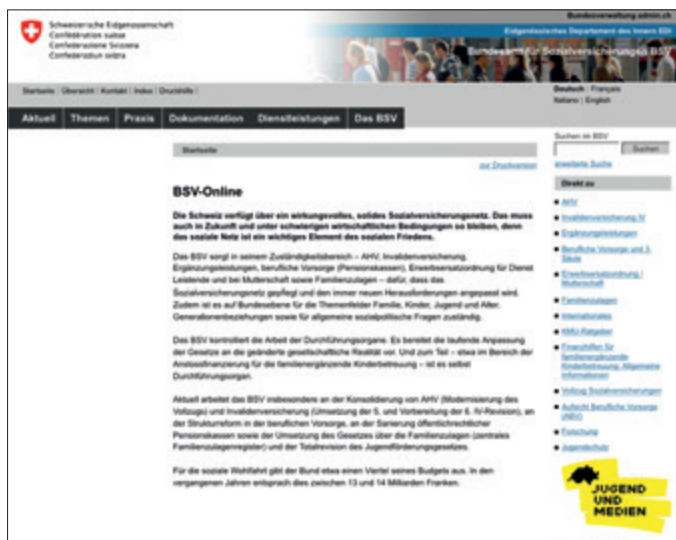 Bundesverwaltung admin.ch
Schweizerische Eidgenossenschaft
Confédération suisse
Confederazione Svizzera
Confederaziun svizra
Eidgenössisches Departement des Innern EDI
Bundesamt für Sozialversicherungen BSV
Startseite | Übersicht | Kontakt | Index | Druckhilfe |
Deutsch | Français
Italiano | English
Aktuell Themen Praxis Dokumentation Dienstleistungen Das BSV
Startseite
zur Druckversion
BSV-Online
Die Schweiz verfügt über ein wirkungsvolles, solides Sozialversicherungsnetz. Das muss
auch in Zukunft und unter schwierigen wirtschaftlichen Bedingungen so bleiben, denn
das soziale Netz ist ein wichtiges Element des sozialen Friedens.
Das BSV sorgt in seinem Zuständigkeitsbereich – AHV, Invalidenversicherung,
Ergänzungsleistungen, berufliche Vorsorge (Pensionskassen), Erwerbsersatzordnung für Dienst
Leistende und bei Mutterschaft sowie Familienzulagen – dafür, dass das
Sozialversicherungsnetz gepflegt und den immer neuen Herausforderungen angepasst wird.
Zudem ist es auf Bundesebene für die Themenfelder Familie, Kinder, Jugend und Alter,
Generationenbeziehungen sowie für allgemeine sozialpolitische Fragen zuständig.
Das BSV kontrolliert die Arbeit der Durchführungsorgane. Es bereitet die laufende Anpassung
der Gesetze an die geänderte gesellschaftliche Realität vor. Und zum Teil – etwa im Bereich der
Anstossfinanzierung für die familienergänzende Kinderbetreuung – ist es selbst
Durchführungsorgan.
Aktuell arbeitet das BSV insbesondere an der Konsolidierung von AHV (Modernisierung des
Vollzugs) und Invalidenversicherung (Umsetzung der 5. und Vorbereitung der 6. IV-Revision), an
der Strukturreform in der beruflichen Vorsorge, an der Sanierung öffentlichrechtlicher
Pensionskassen sowie der Umsetzung des Gesetzes über die Familienzulagen (zentrales
Familienzulagenregister) und der Totalrevision des Jugendförderungsgesetzes.
Für die soziale Wohlfahrt gibt der Bund etwa einen Viertel seines Budgets aus. In den
vergangenen Jahren entsprach dies zwischen 13 und 14 Milliarden Franken.
Suchen im BSV
Suchen
erweiterte Suche
Direkt zu
AHV
Invalidenversicherung IV
Ergänzungsleistungen
Berufliche Vorsorge und 3.
Säule
Erwerbsersatzordnung /
Mutterschaft
Familienzulagen
Internationales
KMU-Ratgeber
Finanzhilfen für
familienergänzende
Kinderbetreuung: Allgemeine
Informationen
Vollzug Sozialversicherungen
Aufsicht Berufliche Vorsorge
(ABV)
Forschung
Jugendschutz
JUGEND
UND
MEDIEN